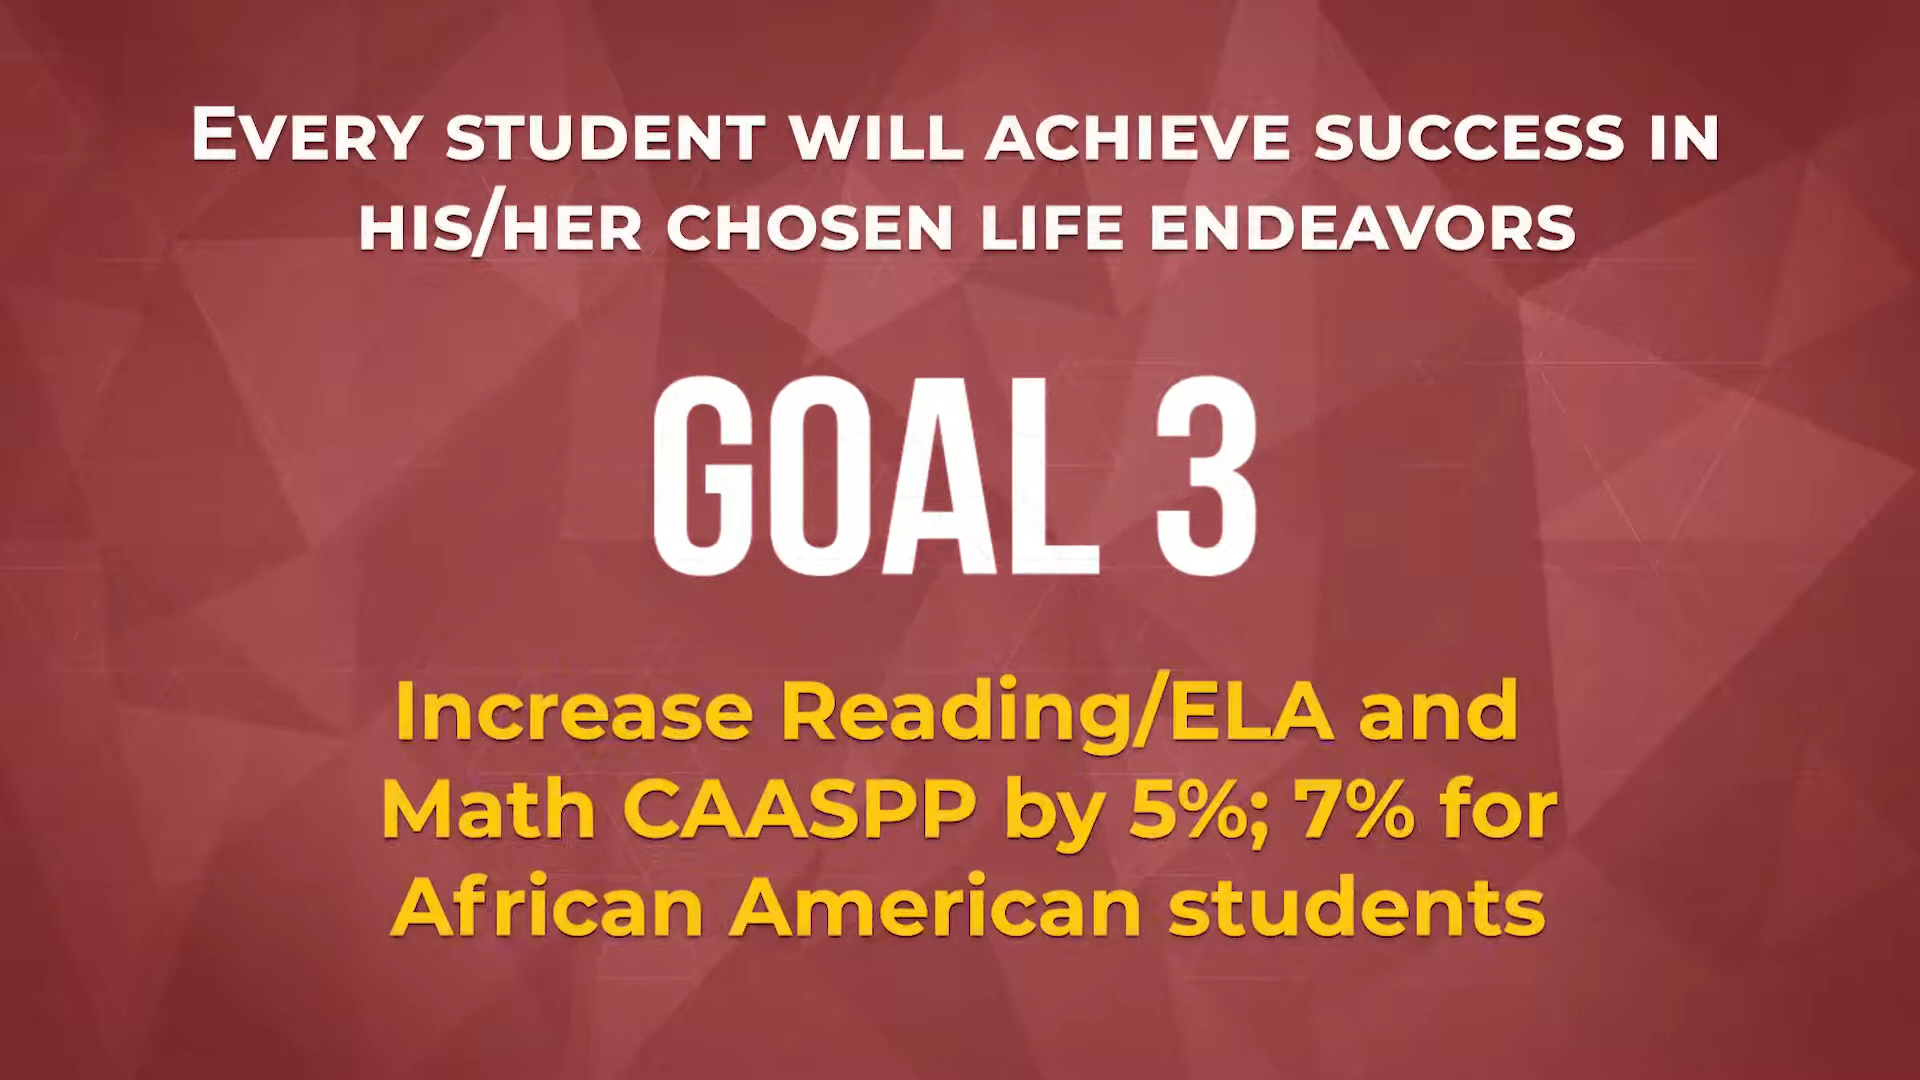 Every student will achieve success in
his/her chosen life endeavors
GOAL 3
Increase Reading/ELA and
Math CAASPP by 5%; 7% for
African American students